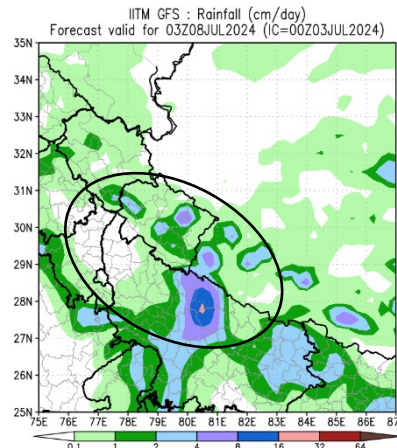 IITM GFS : Rainfall (cm/day)
Forecast valid for 03Z08JUL2024 (IC=00Z03JUL2024)
35N
34N
33N
32N
31N
30N
29N
28N
27N
26N
25N
75E 76E 77E 78E 79E 80E 81E 82E 83E 84E 85E 86E 87E
0.1 1 2 4 8 16 32 64